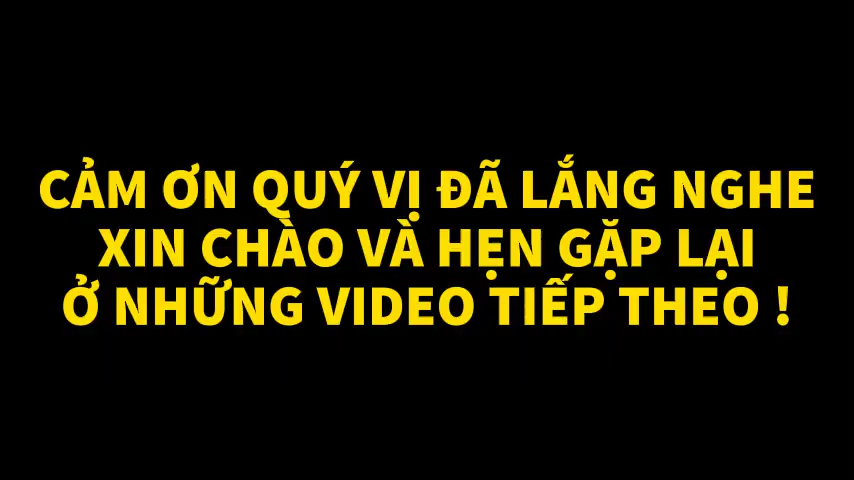 CẢM ƠN QUÝ VỊ ĐÃ LẮNG NGHE
XIN CHÀO VÀ HẸN GẶP LẠI
Ở NHỮNG VIDEO TIẾP THEO !